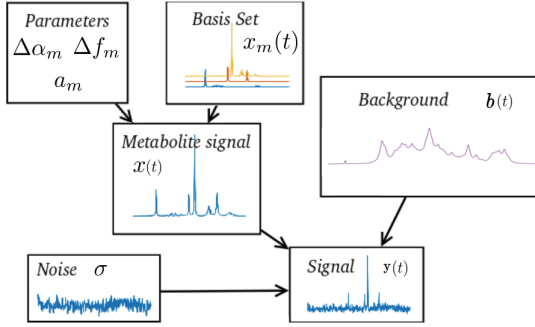 Parameters
Δα_m Δf_m
a_m
Basis Set
x_m(t)
Background b(t)
Metabolite signal
x(t)
Noise σ
Signal y(t)